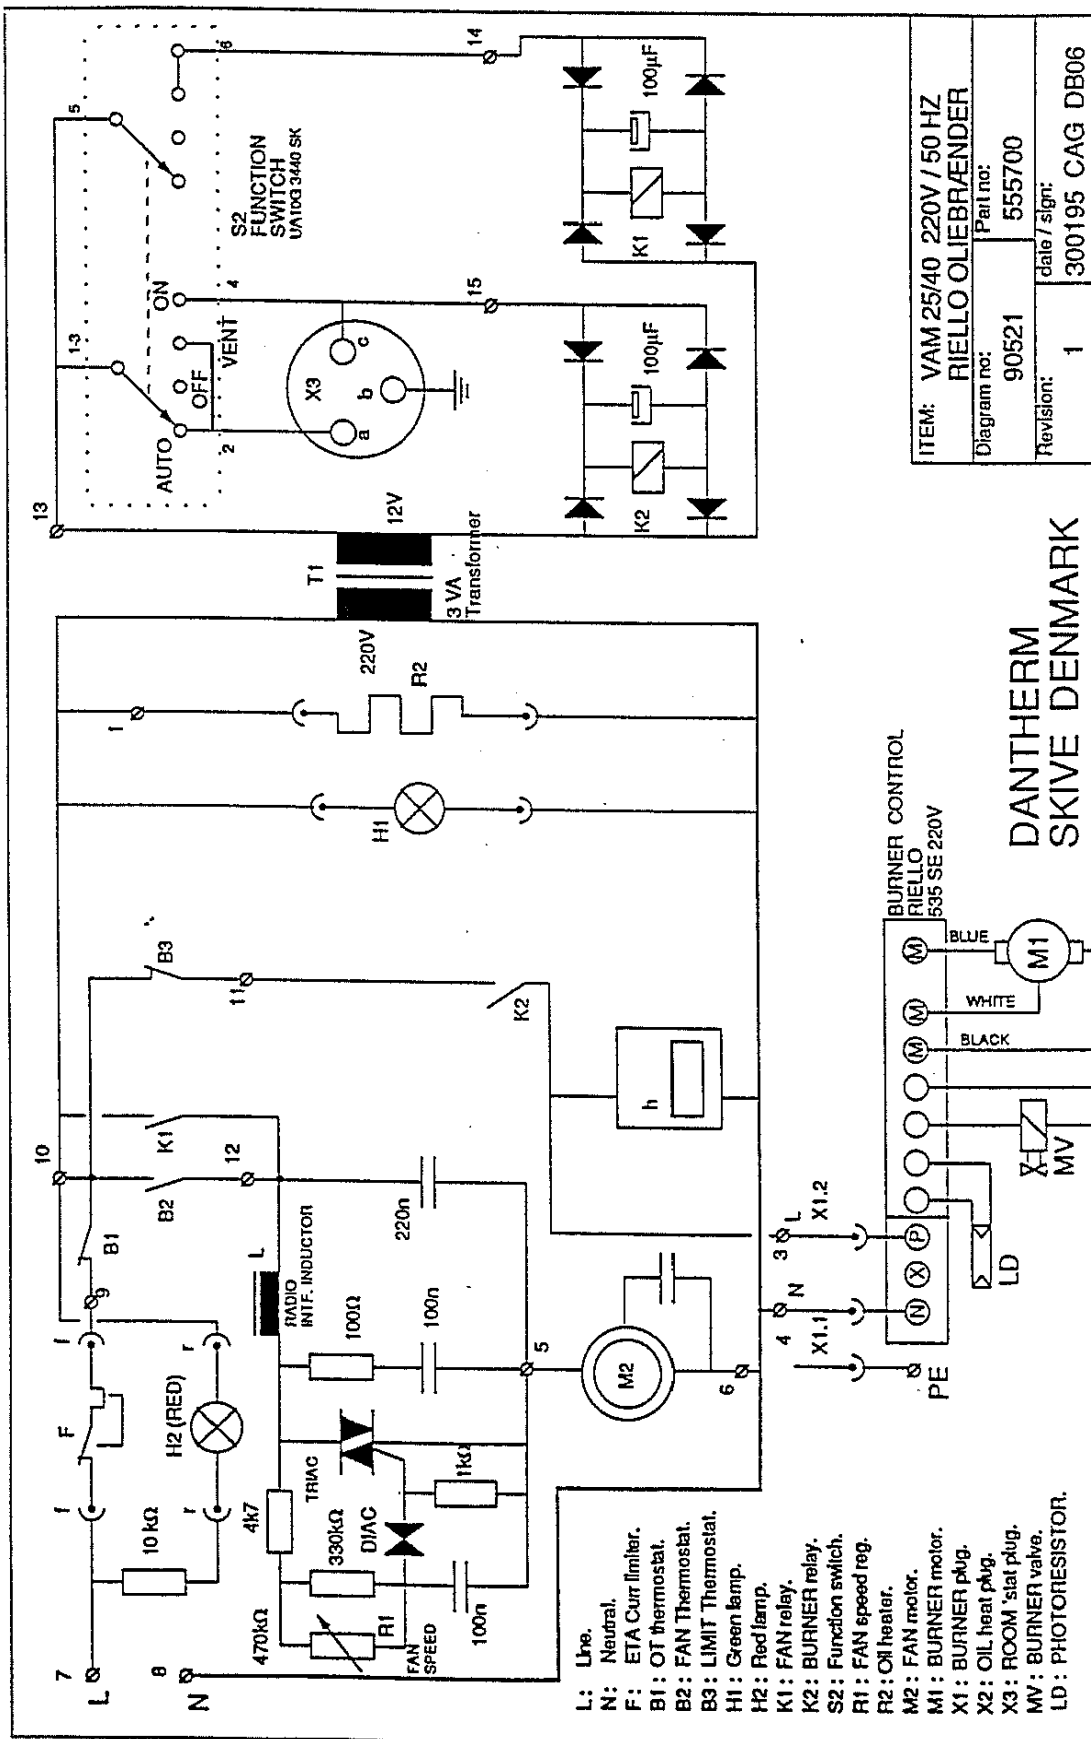 7
L
8
N
10 kΩ
f
F
f
9
r
H2 (RED)
r
B1
10
B2
12
K1
B3
11
K2
470kΩ
R1
FAN
SPEED
330kΩ
4k7
100n
DIAC
TRIAC
1kΩ
L
RADIO
INTF. INDUCTOR
100Ω
100n
220n
5
M2
6
h
H1
1
R2
220V
T1
3 VA
Transformer
12V
13
AUTO
OFF
VENT
ON
1-3
5
2
4
6
S2
FUNCTION
SWITCH
UA10G 3440 SK
X3
a
b
c
15
14
K2
100µF
K1
100µF
4
N
3
L
X1.1
X1.2
PE
N
X
P
M
M
M
BURNER CONTROL
RIELLO
535 SE 220V
LD
MV
BLACK
WHITE
BLUE
M1
L: Line.
N: Neutral.
F: ETA Curr limiter.
B1: OT thermostat.
B2: FAN Thermostat.
B3: LIMIT Thermostat.
H1: Green lamp.
H2: Red lamp.
K1: FAN relay.
K2: BURNER relay.
S2: Function switch.
R1: FAN speed reg.
R2: Oil heater.
M2: FAN motor.
M1: BURNER motor.
X1: BURNER plug.
X2: OIL heat plug.
X3: ROOM 'stat plug.
MV: BURNER valve.
LD: PHOTORESISTOR.
DANTHERM
SKIVE DENMARK
ITEM: VAM 25/40 220V / 50 HZ
RIELLO OLIEBRÆNDER
Diagram no: 90521
Part no: 555700
Revision: 1
date / sign: 300195 CAG DB06